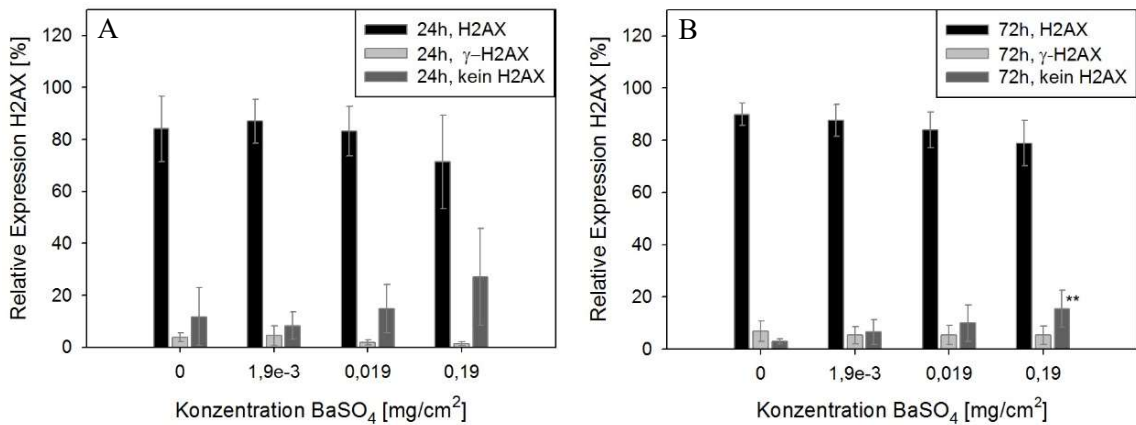 A
24h, H2AX
24h, γ–H2AX
24h, kein H2AX
Relative Expression H2AX [%]
120
100
80
60
40
20
0
0
1,9e-3
0,019
0,19
Konzentration BaSO₄ [mg/cm²]
B
72h, H2AX
72h, γ-H2AX
72h, kein H2AX
Relative Expression H2AX [%]
120
100
80
60
40
20
0
**
0
1,9e-3
0,019
0,19
Konzentration BaSO₄ [mg/cm²]